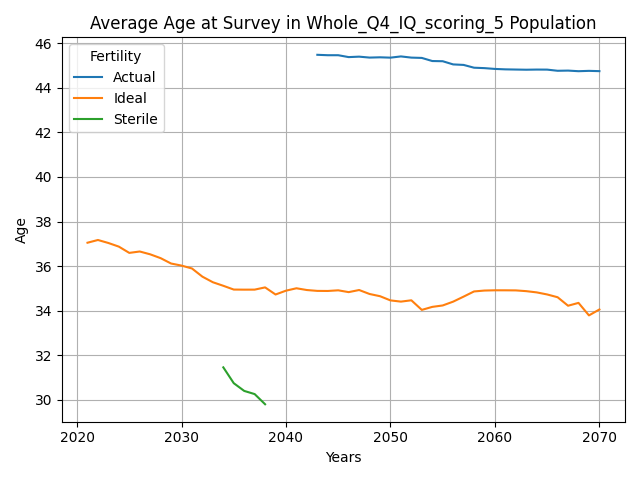 Average Age at Survey in Whole_Q4_IQ_scoring_5 Population
Fertility
Actual
Ideal
Sterile
Age
46
44
42
40
38
36
34
32
30
2020
2030
2040
2050
2060
2070
Years